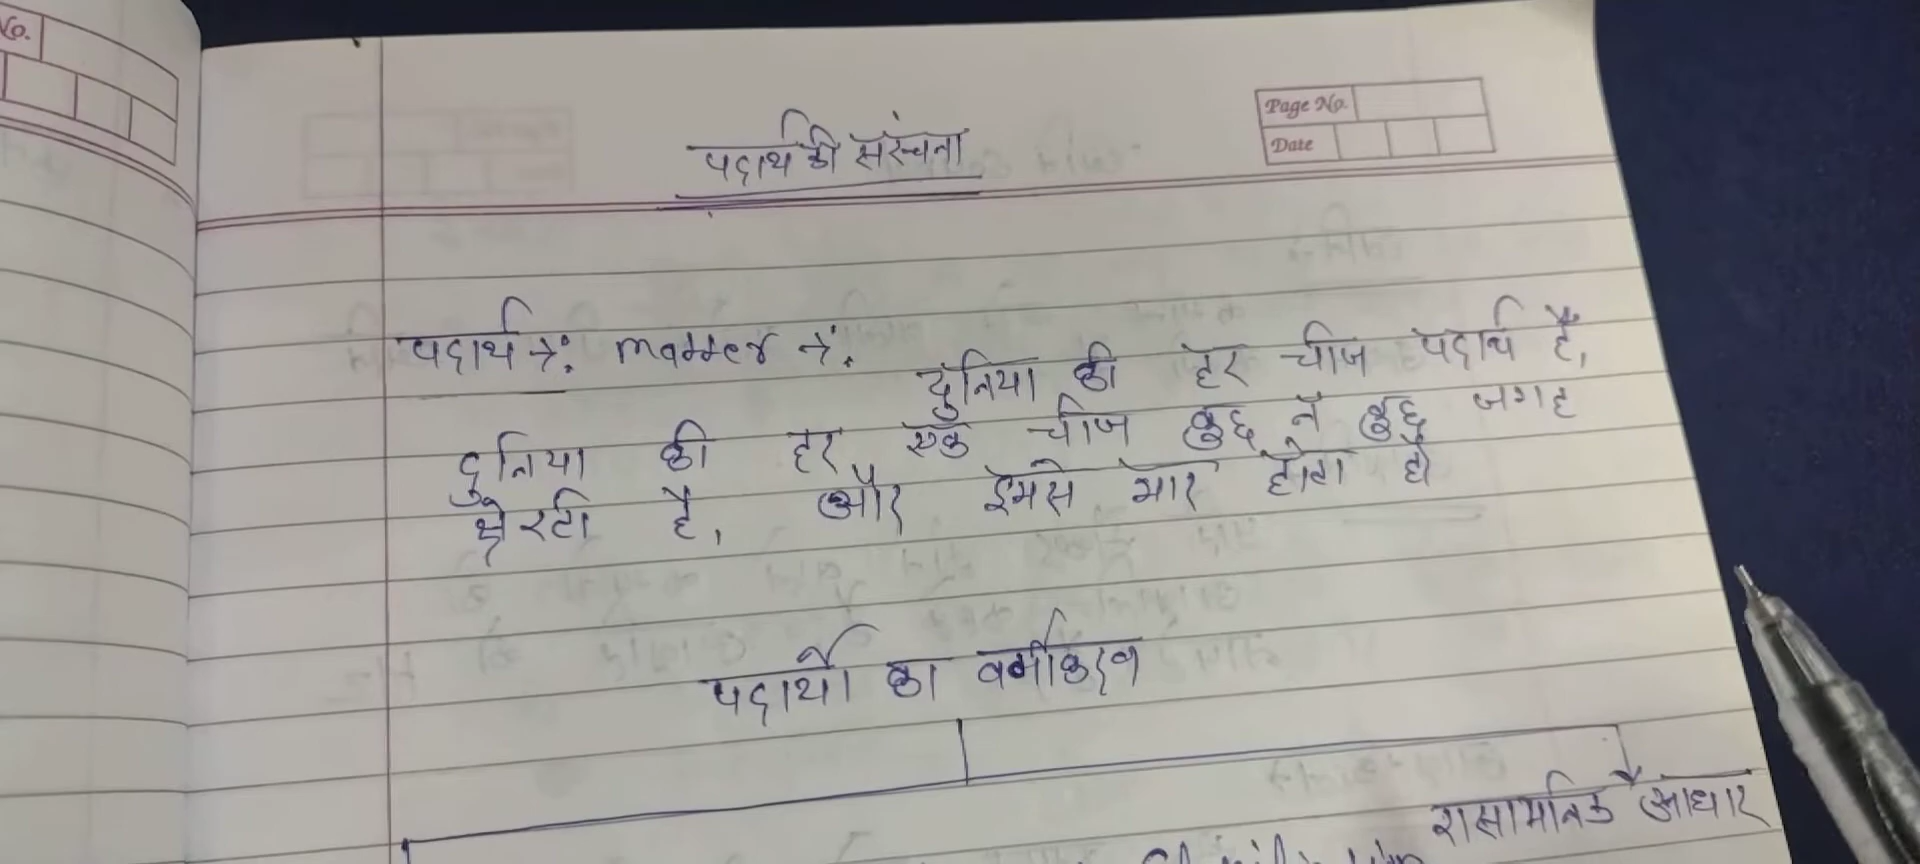 No.
Page No.
Date
पदार्थ की संरचना
पदार्थ →: matter →:
दुनिया की हर चीज पदार्थ है,
दुनिया की हर एक चीज कुछ ने कुछ जगह
घेरती है, और इसमे भार होता है
पदार्थों का वर्गीकरण
रासायनिक आधार